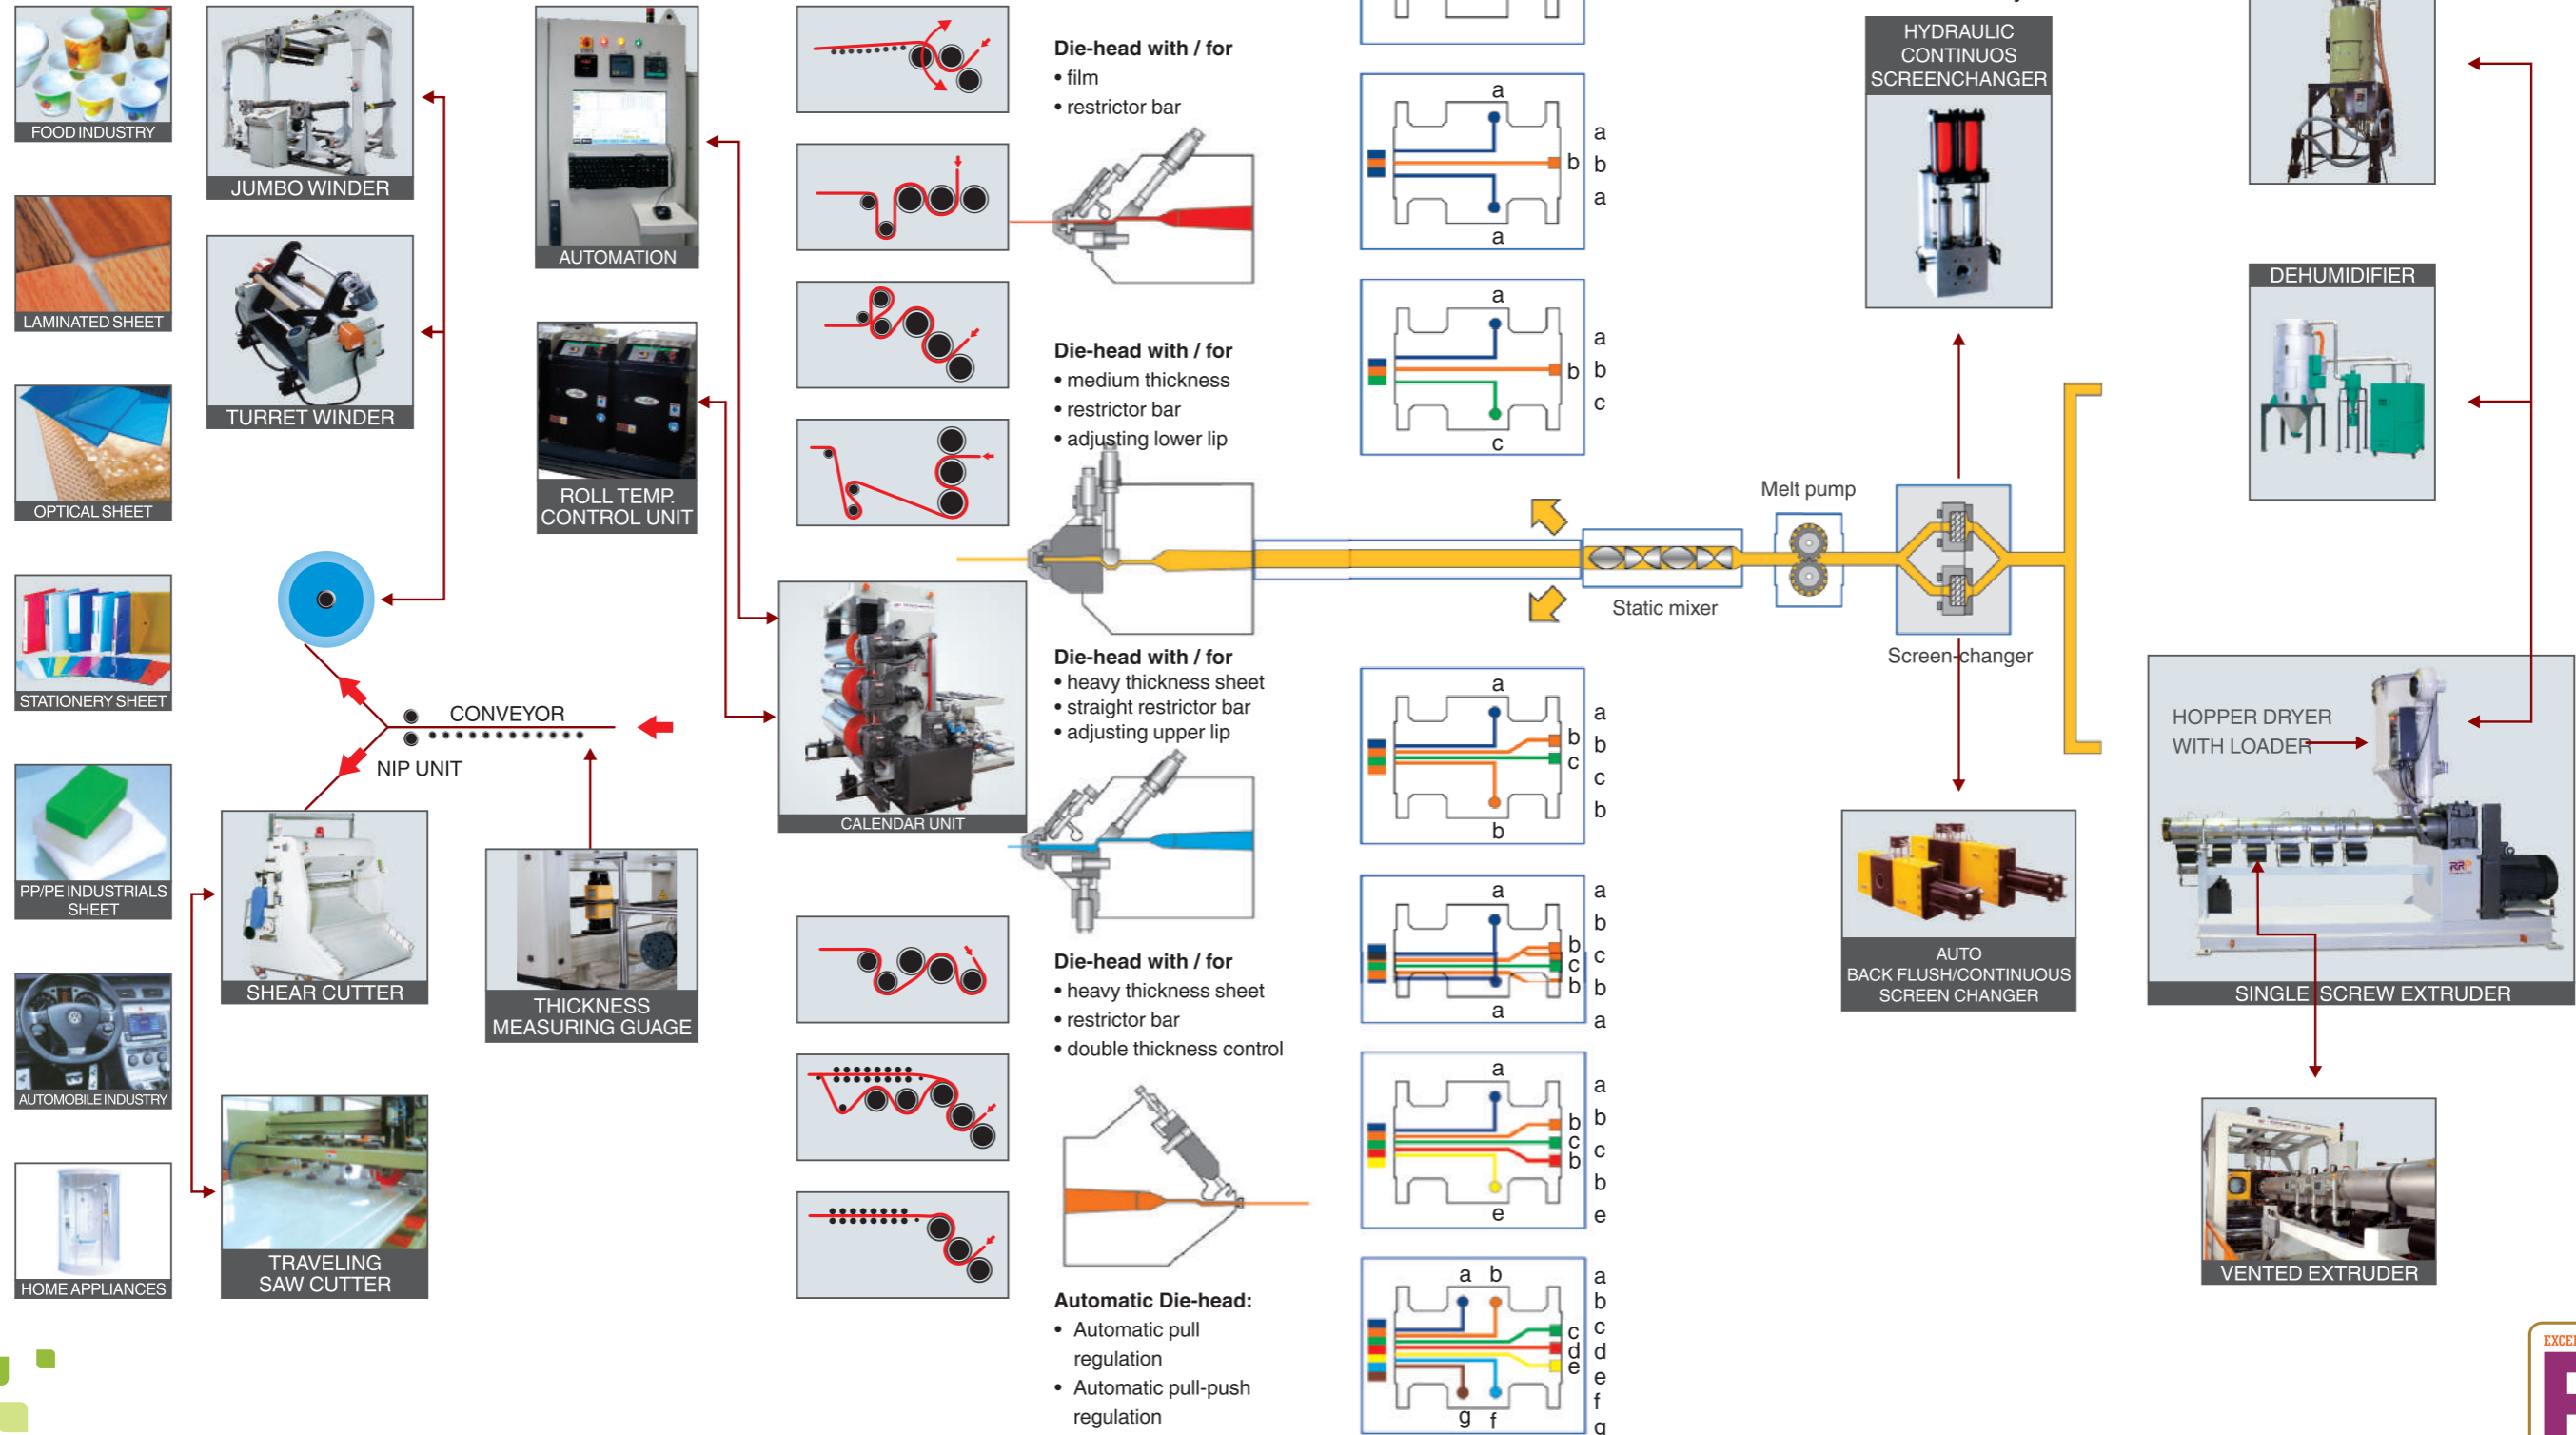 FOOD INDUSTRY
LAMINATED SHEET
OPTICAL SHEET
STATIONERY SHEET
PP/PE INDUSTRIALS
SHEET
AUTOMOBILE INDUSTRY
HOME APPLIANCES
JUMBO WINDER
TURRET WINDER
CONVEYOR
NIP UNIT
SHEAR CUTTER
TRAVELING
SAW CUTTER
THICKNESS
MEASURING GUAGE
AUTOMATION
ROLL TEMP.
CONTROL UNIT
CALENDAR UNIT
Die-head with / for
• film
• restrictor bar
Die-head with / for
• medium thickness
• restrictor bar
• adjusting lower lip
Die-head with / for
• heavy thickness sheet
• straight restrictor bar
• adjusting upper lip
Die-head with / for
• heavy thickness sheet
• restrictor bar
• double thickness control
Automatic Die-head:
• Automatic pull
regulation
• Automatic pull-push
regulation
a
a
b b
a
a
a
a
b b
c
c
a
a
b b
c c
b
b
a a
b
b c
c
b b
a a
a
a
b b
c c
b b
e e
a b a
b
c c
d d
e e
f
g f g
Static mixer
Melt pump
Screen-changer
HYDRAULIC
CONTINUOS
SCREENCHANGER
AUTO
BACK FLUSH/CONTINUOUS
SCREEN CHANGER
DEHUMIDIFIER
HOPPER DRYER
WITH LOADER
RRP
SINGLE SCREW EXTRUDER
VENTED EXTRUDER